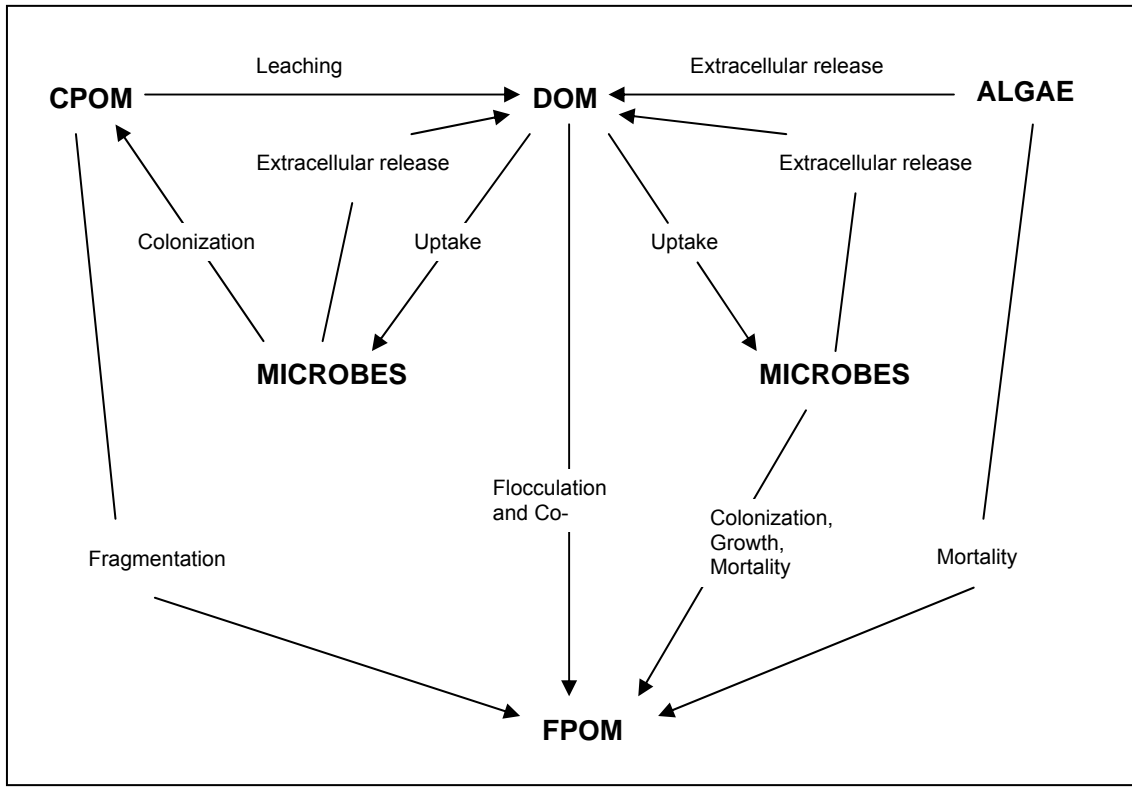 Leaching
Extracellular release
CPOM
DOM
ALGAE
Extracellular release
Extracellular release
Colonization
Uptake
Uptake
MICROBES
MICROBES
Flocculation
and Co-
Colonization,
Growth,
Mortality
Fragmentation
Mortality
FPOM